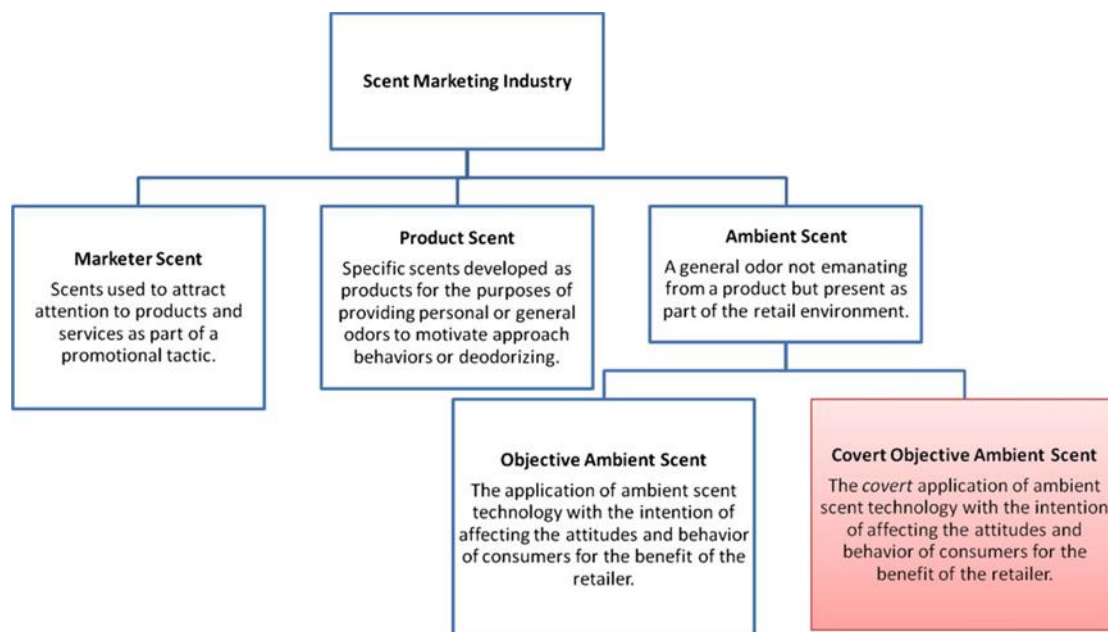 Scent Marketing Industry
Marketer Scent
Scents used to attract
attention to products and
services as part of a
promotional tactic.
Product Scent
Specific scents developed as
products for the purposes of
providing personal or general
odors to motivate approach
behaviors or deodorizing.
Ambient Scent
A general odor not emanating
from a product but present as
part of the retail environment.
Objective Ambient Scent
The application of ambient scent
technology with the intention of
affecting the attitudes and behavior
of consumers for the benefit of the
retailer.
Covert Objective Ambient Scent
The covert application of ambient
scent technology with the intention
of affecting the attitudes and
behavior of consumers for the
benefit of the retailer.